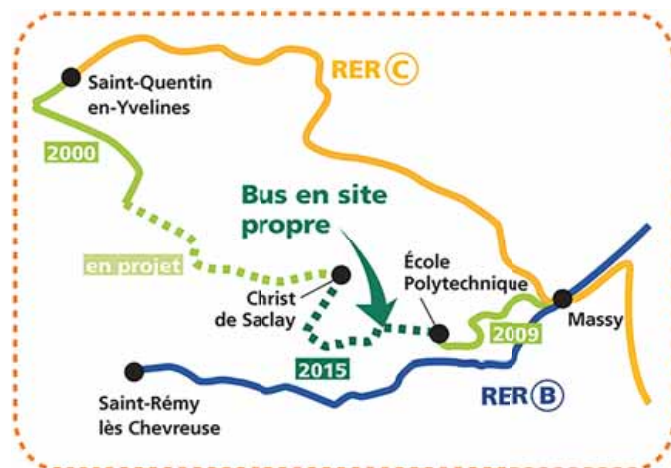 RER C
Saint-Quentin
en-Yvelines
2000
Bus en site
propre
en projet
École
Polytechnique
Christ
de Saclay
Massy
2009
2015
RER B
Saint-Rémy
lès Chevreuse